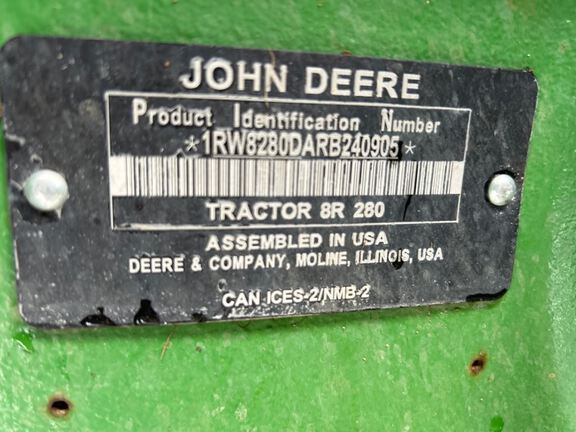 JOHN DEERE
Product Identification Number
*1RW8280DARB240905*
TRACTOR 8R 280
ASSEMBLED IN USA
DEERE & COMPANY, MOLINE, ILLINOIS, USA
CAN ICES-2/NMB-2